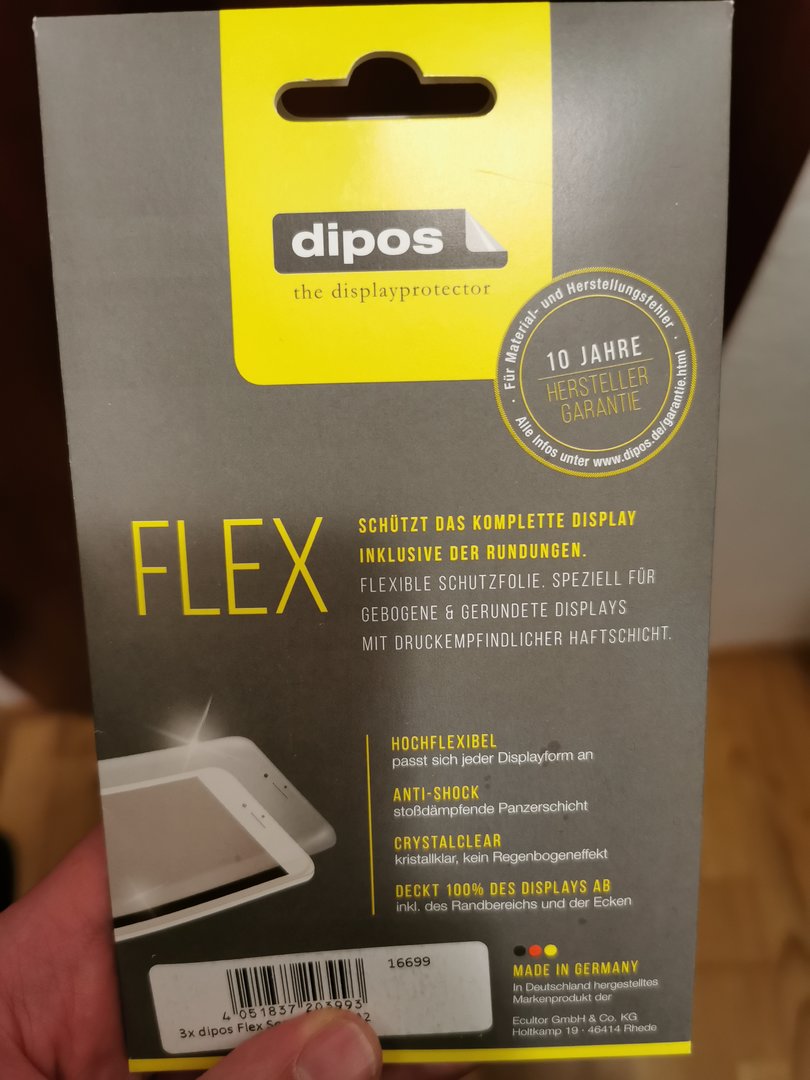 dipos
the displayprotector
· Für Material- und Herstellungsfehler ·
10 JAHRE
HERSTELLER
GARANTIE
Alle Infos unter www.dipos.de/garantie.html
FLEX
SCHÜTZT DAS KOMPLETTE DISPLAY
INKLUSIVE DER RUNDUNGEN.
FLEXIBLE SCHUTZFOLIE. SPEZIELL FÜR
GEBOGENE & GERUNDETE DISPLAYS
MIT DRUCKEMPFINDLICHER HAFTSCHICHT.
HOCHFLEXIBEL
passt sich jeder Displayform an
ANTI-SHOCK
stoßdämpfende Panzerschicht
CRYSTALCLEAR
kristallklar, kein Regenbogeneffekt
DECKT 100% DES DISPLAYS AB
inkl. des Randbereichs und der Ecken
16699
4 051837 203993
3x dipos Flex
MADE IN GERMANY
In Deutschland hergestelltes
Markenprodukt der
Ecultor GmbH & Co. KG
Holtkamp 19 · 46414 Rhede